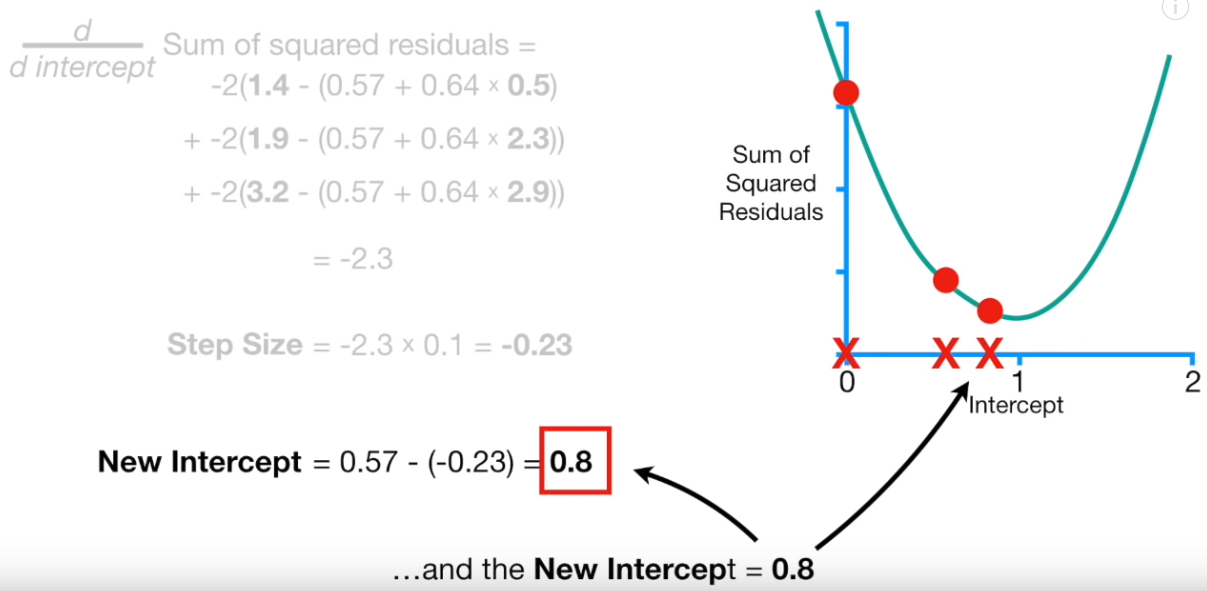 d
d intercept
Sum of squared residuals =
-2(1.4 - (0.57 + 0.64 × 0.5)
+ -2(1.9 - (0.57 + 0.64 × 2.3))
+ -2(3.2 - (0.57 + 0.64 × 2.9))
= -2.3
Step Size = -2.3 × 0.1 = -0.23
New Intercept = 0.57 - (-0.23) = 0.8
...and the New Intercept = 0.8
Sum of
Squared
Residuals
X X X
0 1 2
Intercept
i